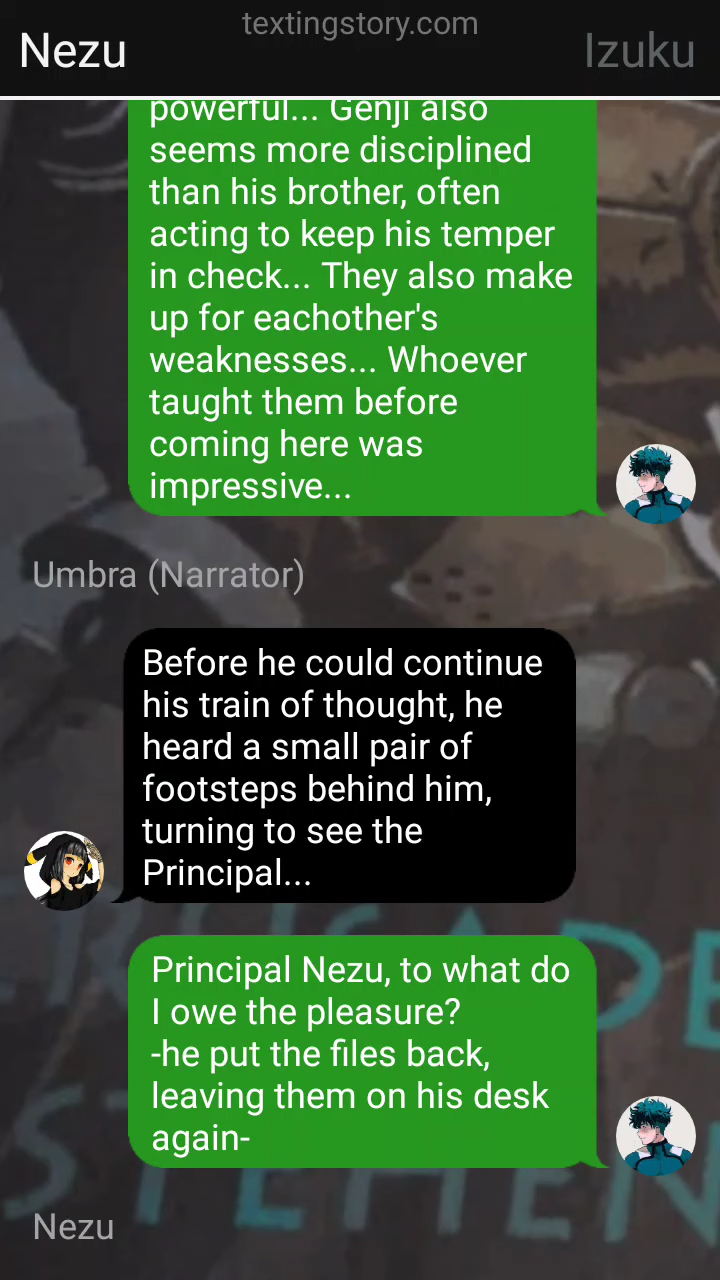 textingstory.com
Nezu
Izuku
powerful... Genji also
seems more disciplined
than his brother, often
acting to keep his temper
in check... They also make
up for eachother's
weaknesses... Whoever
taught them before
coming here was
impressive...
Umbra (Narrator)
Before he could continue
his train of thought, he
heard a small pair of
footsteps behind him,
turning to see the
Principal...
Principal Nezu, to what do
I owe the pleasure?
-he put the files back,
leaving them on his desk
again-
Nezu